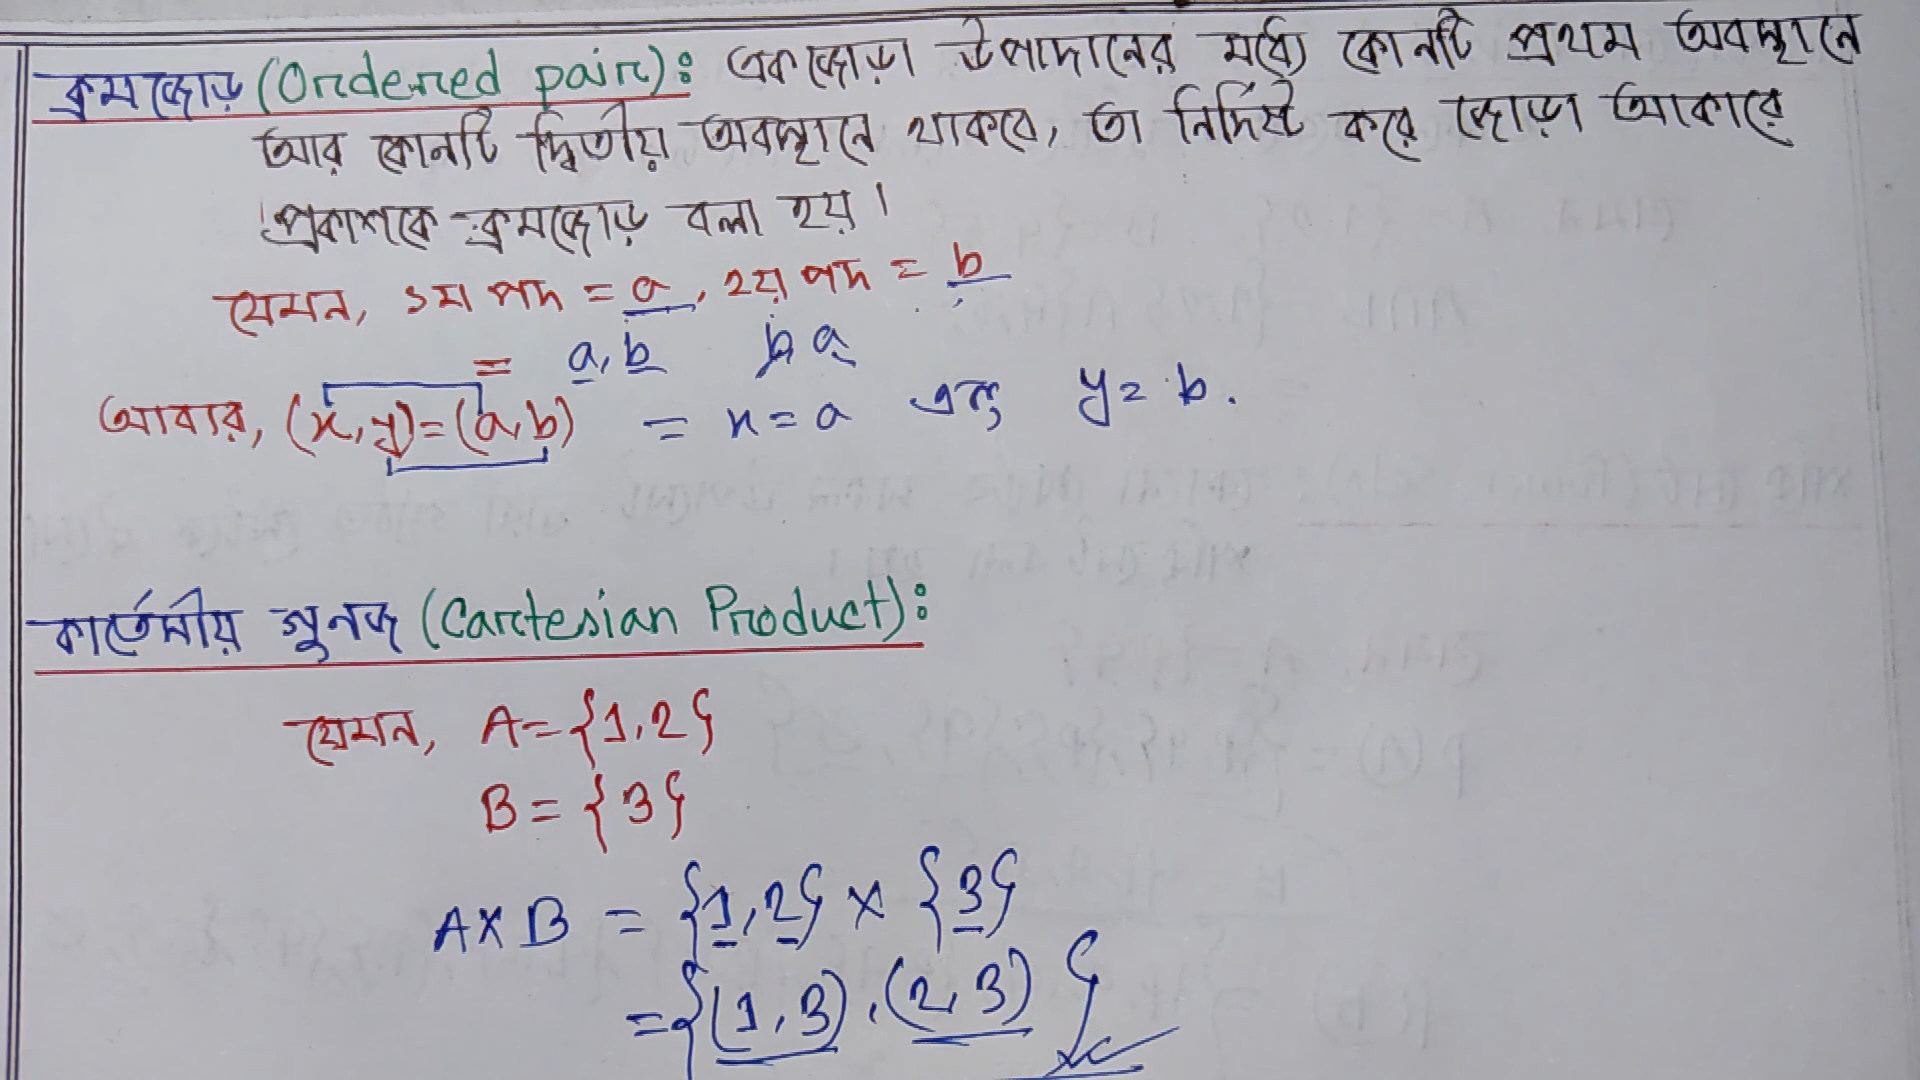 ক্রমজোড় (Ordered pair): একজোড়া উপাদানের মধ্যে কোনটি প্রথম অবস্থানে
আর কোনটি দ্বিতীয় অবস্থানে থাকবে, তা নির্দিষ্ট করে জোড়া আকারে
প্রকাশকে ক্রমজোড় বলা হয়।
যেমন, ১ম পদ = a, ২য় পদ = b
= a, b b a
আবার, (x, y) = (a, b) = x = a এবং y = b.
কার্তেসীয় গুনজ (Cartesian Product):
যেমন, A = {1, 2}
B = {3}
A × B = {1, 2} × {3}
= {(1, 3), (2, 3)}